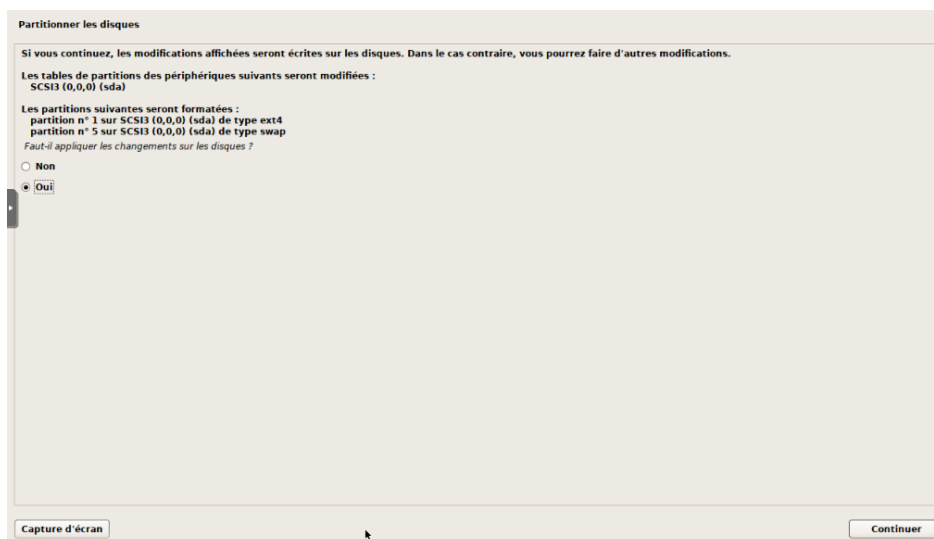 Partitionner les disques
Si vous continuez, les modifications affichées seront écrites sur les disques. Dans le cas contraire, vous pourrez faire d'autres modifications.
Les tables de partitions des périphériques suivants seront modifiées :
SCSI3 (0,0,0) (sda)
Les partitions suivantes seront formatées :
partition n° 1 sur SCSI3 (0,0,0) (sda) de type ext4
partition n° 5 sur SCSI3 (0,0,0) (sda) de type swap
Faut-il appliquer les changements sur les disques ?
Non
Oui
Capture d'écran
Continuer